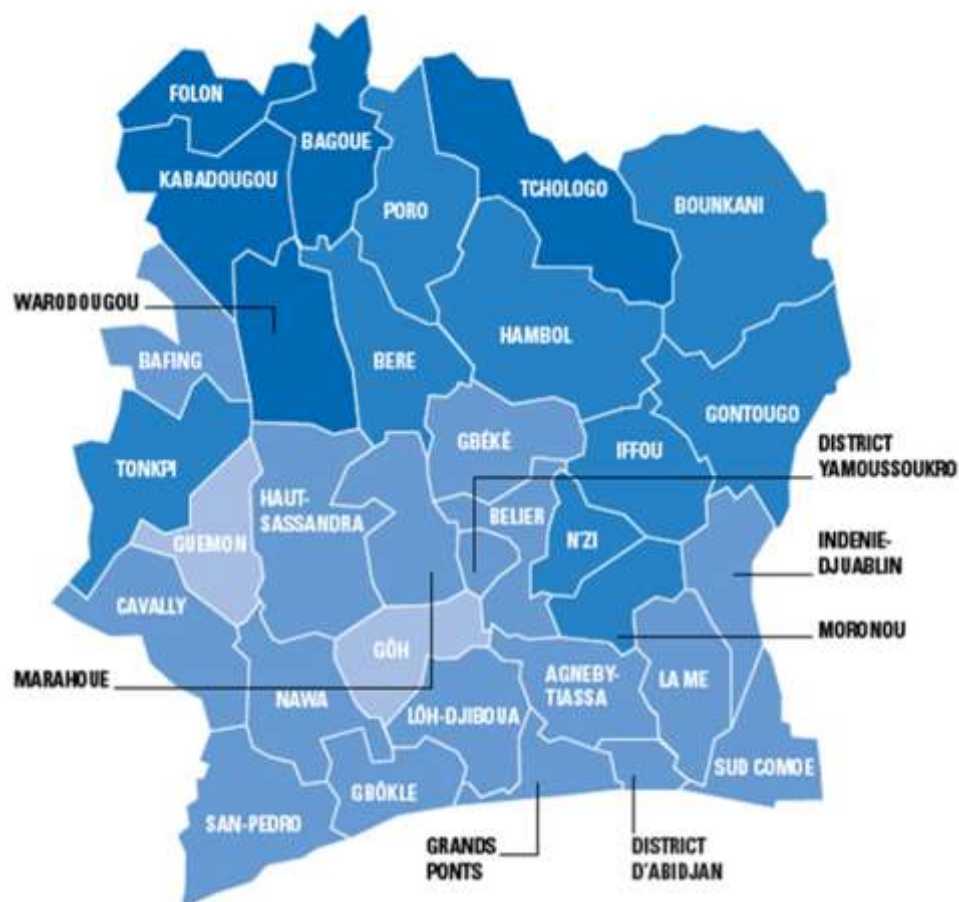 FOLON
BAGOUE
KABADOUGOU
TCHOLOGO
PORO
BOUNKANI
WARODOUGOU
HAMBOL
BAFING
BERE
GONTOUGO
GBÊKÊ
DISTRICT
YAMOUSSOUKRO
IFFOU
TONKPI
HAUT-
SASSANDRA
BELIER
GUEMON
N'ZI
INDENIE-
DJUABLIN
CAVALLY
MORONOU
GÔH
MARAHOUE
AGNEBY-
TIASSA
LA ME
NAWA
LÔH-DJIBOUA
SUD COMOE
GBÔKLE
SAN-PEDRO
GRANDS
PONTS
DISTRICT
D'ABIDJAN